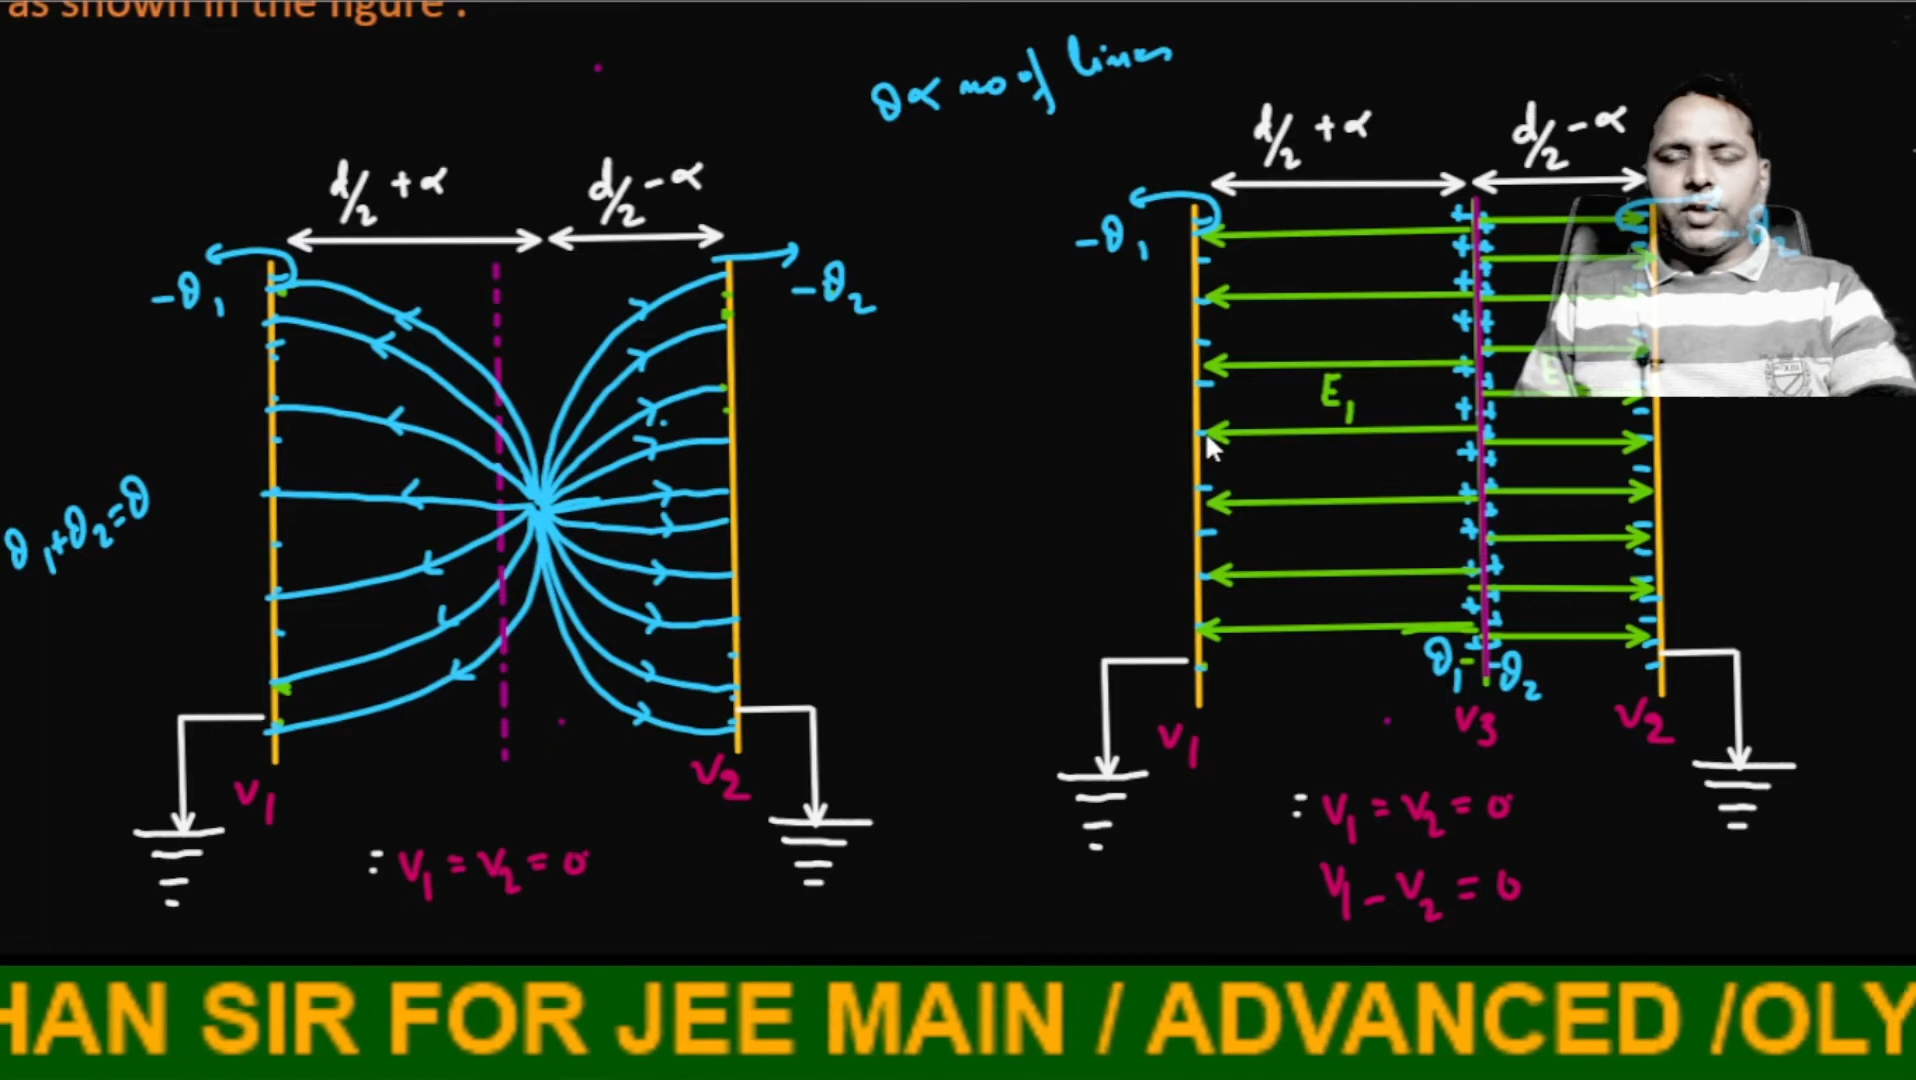 as shown in the figure .
Q ∝ no of lines
d/2 + α
d/2 - α
d/2 + α
d/2 - α
-Q1
-Q2
-Q1
-Q2
E1
E
Q1+Q2=Q
Q1
Q2
V1
V2
V1
V3
V2
: V1 = V2 = 0
: V1 = V2 = 0
V1 - V2 = 0
HAN SIR FOR JEE MAIN / ADVANCED /OLY